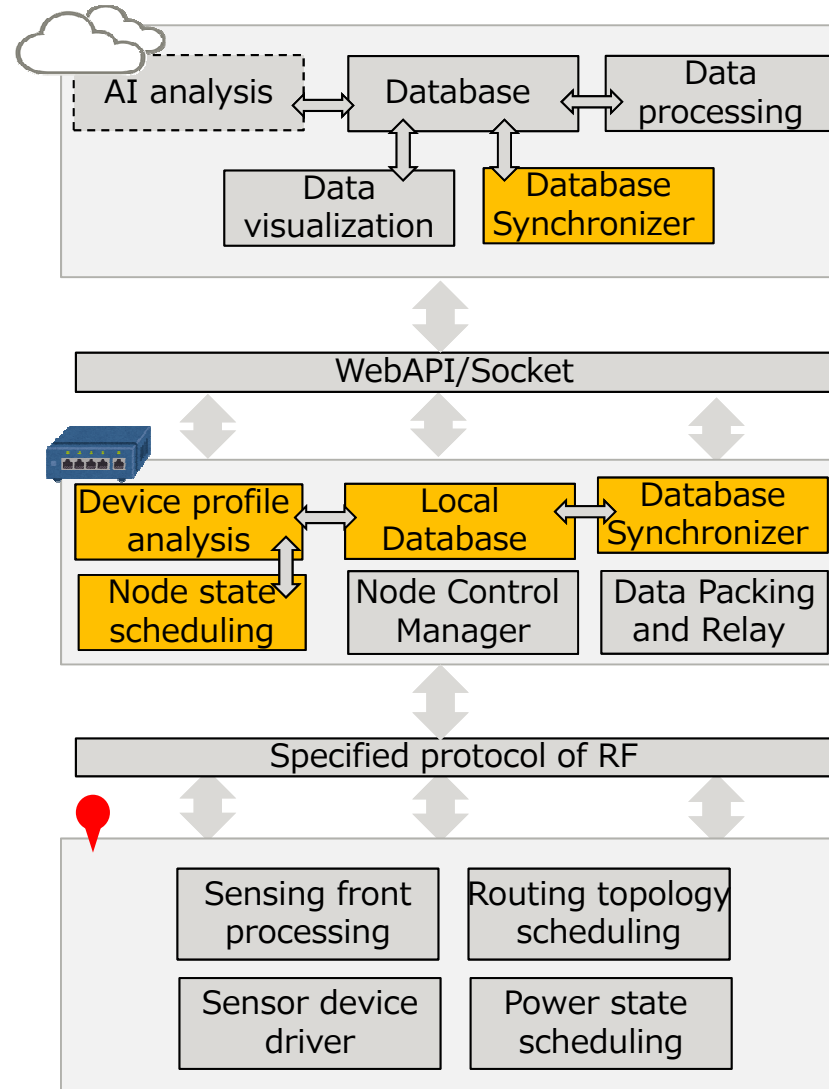 AI analysis
Database
Data
processing
Data
visualization
Database
Synchronizer
WebAPI/Socket
Device profile
analysis
Local
Database
Database
Synchronizer
Node state
scheduling
Node Control
Manager
Data Packing
and Relay
Specified protocol of RF
Sensing front
processing
Routing topology
scheduling
Sensor device
driver
Power state
scheduling